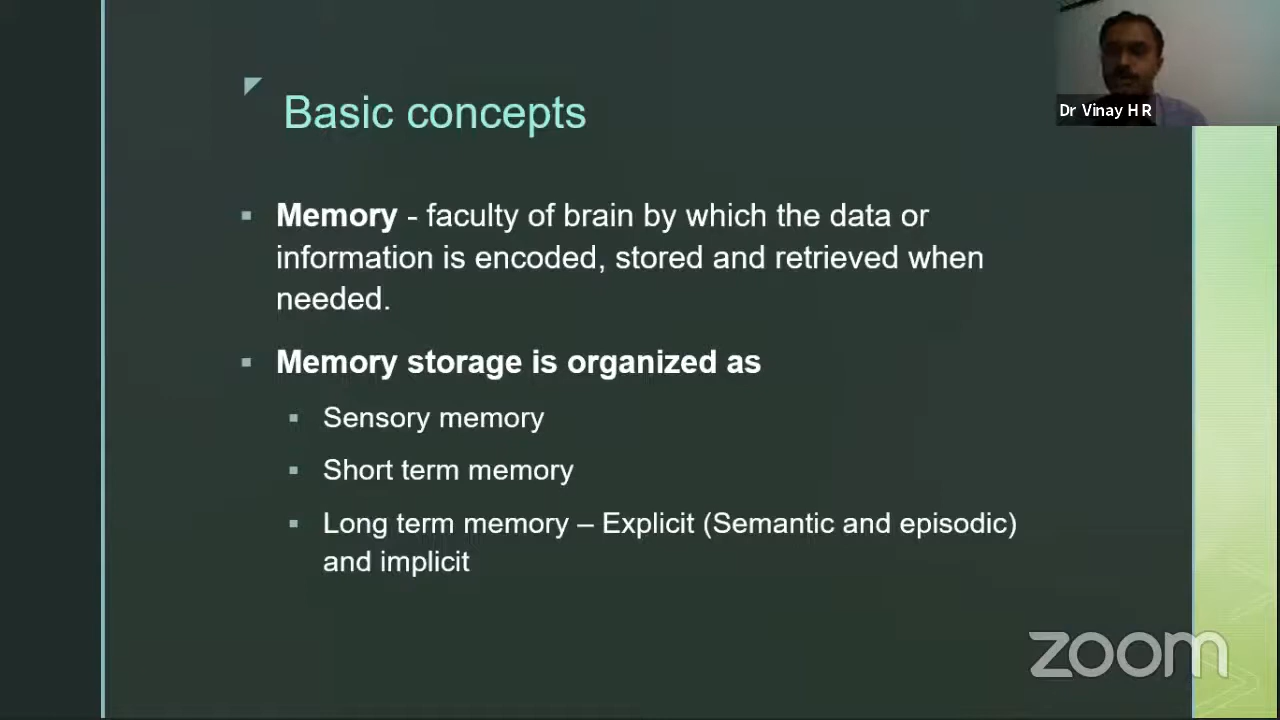 Dr Vinay H R
Basic concepts
Memory - faculty of brain by which the data or
information is encoded, stored and retrieved when
needed.
Memory storage is organized as
Sensory memory
Short term memory
Long term memory – Explicit (Semantic and episodic)
and implicit
zoom